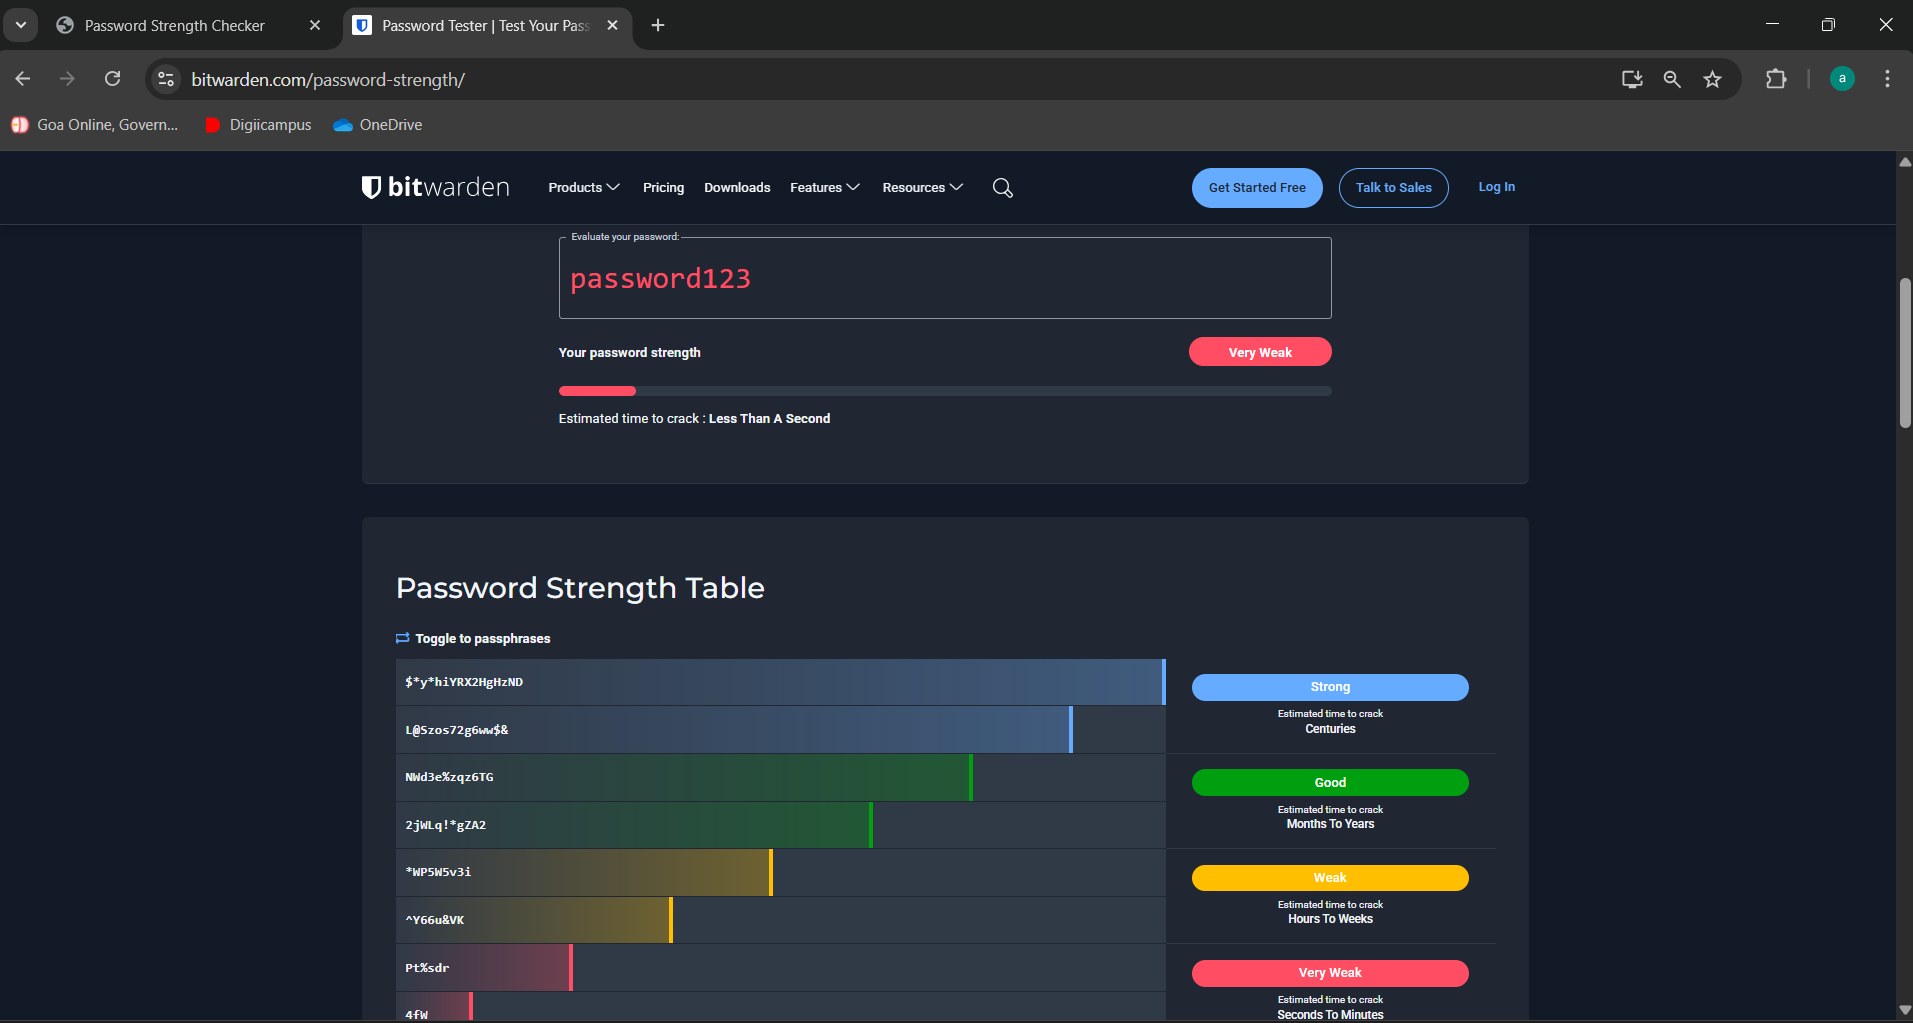 Password Strength Checker
Password Tester | Test Your Pass
bitwarden.com/password-strength/
a
Goa Online, Govern...
Digiicampus
OneDrive
bitwarden
Products
Pricing
Downloads
Features
Resources
Get Started Free
Talk to Sales
Log In
Evaluate your password:
password123
Your password strength
Very Weak
Estimated time to crack : Less Than A Second
Password Strength Table
Toggle to passphrases
$*y*hiYRX2HgHzND
Strong
Estimated time to crack
Centuries
L@Szos72g6ww$&
NWd3e%zqz6TG
Good
Estimated time to crack
Months To Years
2jWLq!*gZA2
*WP5W5v3i
Weak
Estimated time to crack
Hours To Weeks
^Y66u&VK
Pt%sdr
Very Weak
Estimated time to crack
Seconds To Minutes
4fW